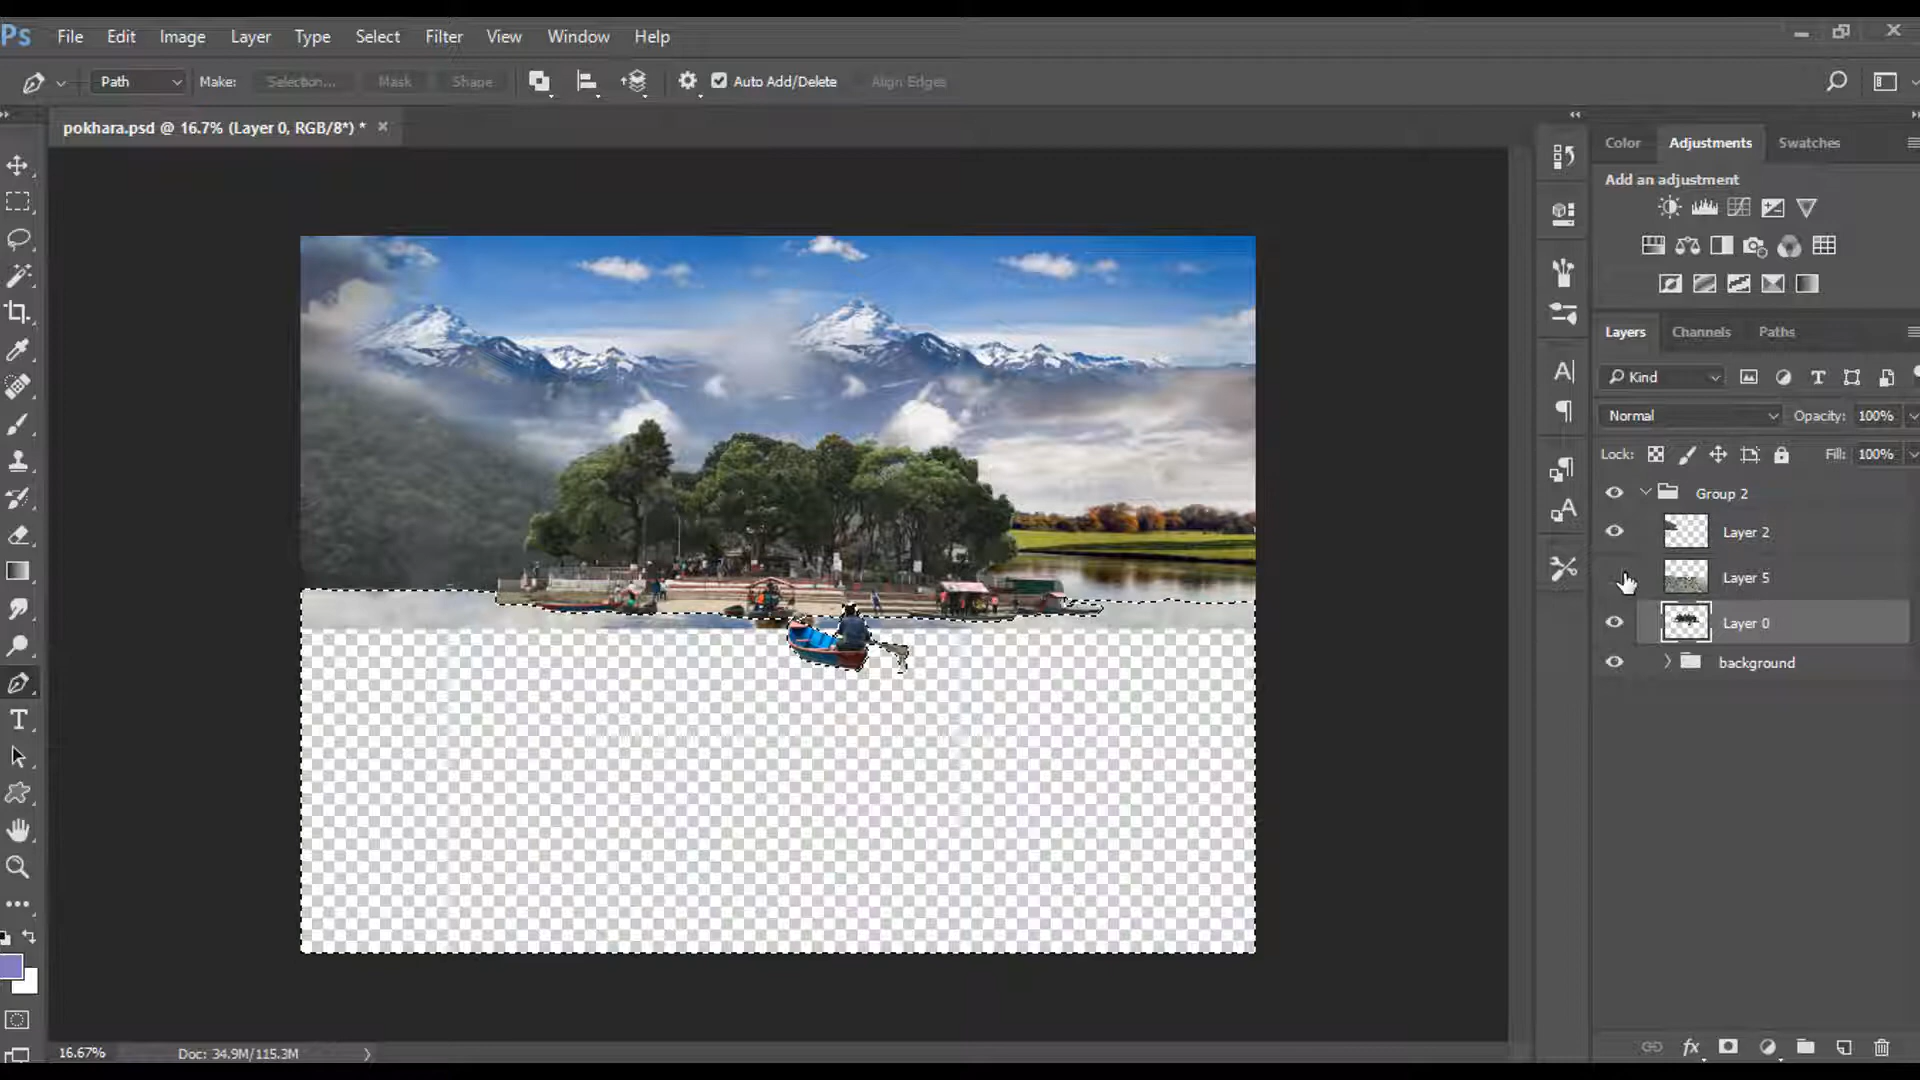 Ps File Edit Image Layer Type Select Filter View Window Help
Path Make: Selection... Mask Shape Auto Add/Delete Align Edges
pokhara.psd @ 16.7% (Layer 0, RGB/8*) *
Color Adjustments Swatches
Add an adjustment
Layers Channels Paths
Kind
Normal Opacity: 100%
Lock: Fill: 100%
Group 2
Layer 2
Layer 5
Layer 0
background
16.67% Doc: 34.9M/115.3M